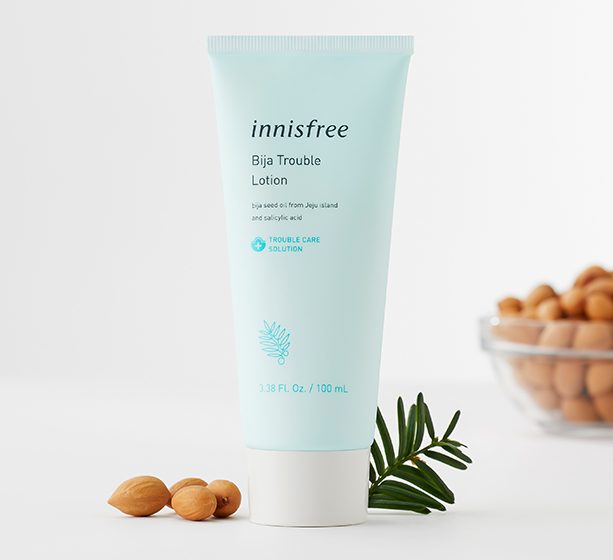 innisfree
Bija Trouble
Lotion
bija seed oil from Jeju island
and salicylic acid
TROUBLE CARE
SOLUTION
3.38 Fl. Oz. / 100 mL